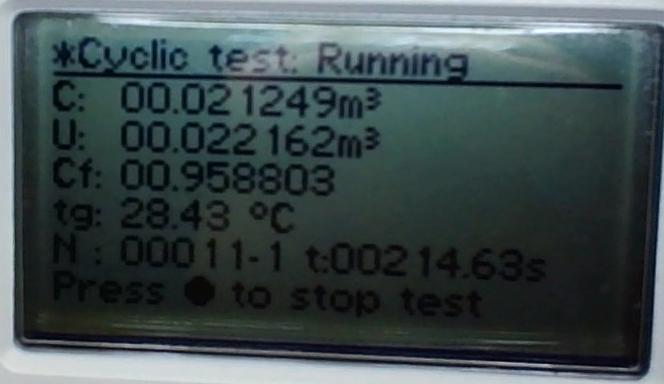 *Cyclic test: Running
C: 00.021249m³
U: 00.022162m³
Cf: 00.958803
tg: 28.43 °C
N : 00011-1 t:00214.63s
Press ● to stop test